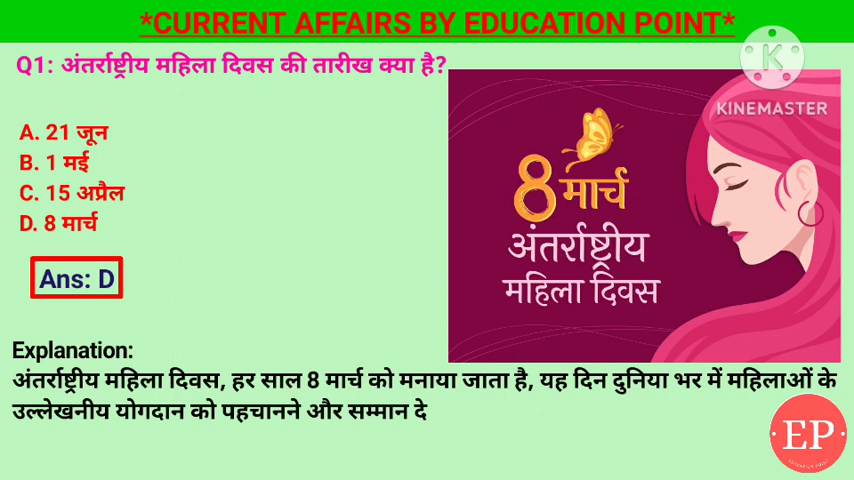 *CURRENT AFFAIRS BY EDUCATION POINT*
Q1: अंतर्राष्ट्रीय महिला दिवस की तारीख क्या है?
K
KINEMASTER
A. 21 जून
B. 1 मई
C. 15 अप्रैल
D. 8 मार्च
Ans: D
8 मार्च
अंतर्राष्ट्रीय
महिला दिवस
Explanation:
अंतर्राष्ट्रीय महिला दिवस, हर साल 8 मार्च को मनाया जाता है, यह दिन दुनिया भर में महिलाओं के
उल्लेखनीय योगदान को पहचानने और सम्मान दे
EP
EDUCATION POINT